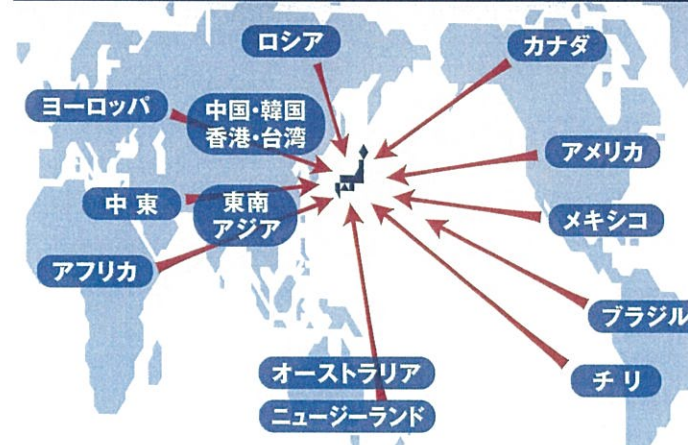 ロシア
カナダ
ヨーロッパ
中国・韓国
香港・台湾
アメリカ
中東
東南
アジア
メキシコ
アフリカ
ブラジル
オーストラリア
チリ
ニュージーランド